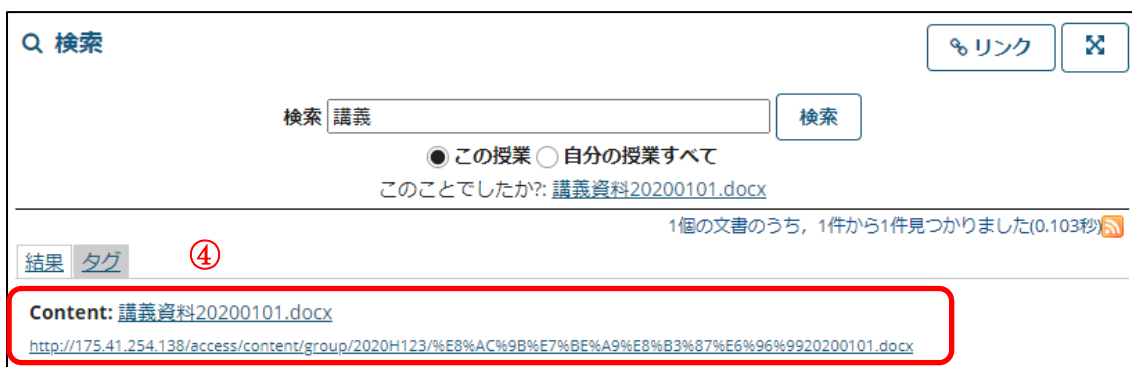 検索
リンク
検索 講義 検索
この授業 自分の授業すべて
このことでしたか?: 講義資料20200101.docx
1個の文書のうち，1件から1件見つかりました(0.103秒)
結果 タグ ④
Content: 講義資料20200101.docx
http://175.41.254.138/access/content/group/2020H123/%E8%AC%9B%E7%BE%A9%E8%B3%87%E6%96%9920200101.docx